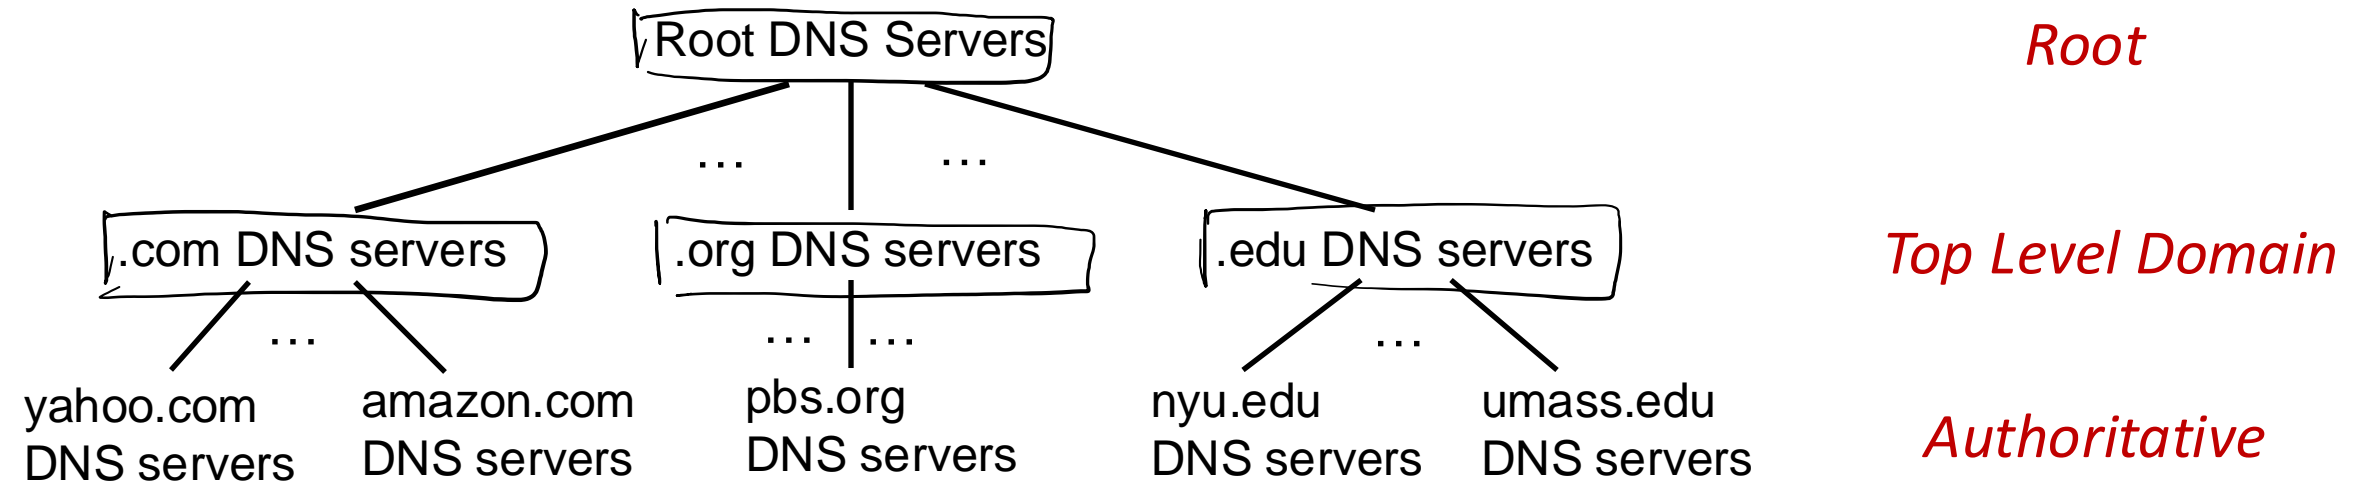 Root DNS Servers
Root
… …
.com DNS servers
.org DNS servers
.edu DNS servers
Top Level Domain
… … … …
yahoo.com
DNS servers
amazon.com
DNS servers
pbs.org
DNS servers
nyu.edu
DNS servers
umass.edu
DNS servers
Authoritative